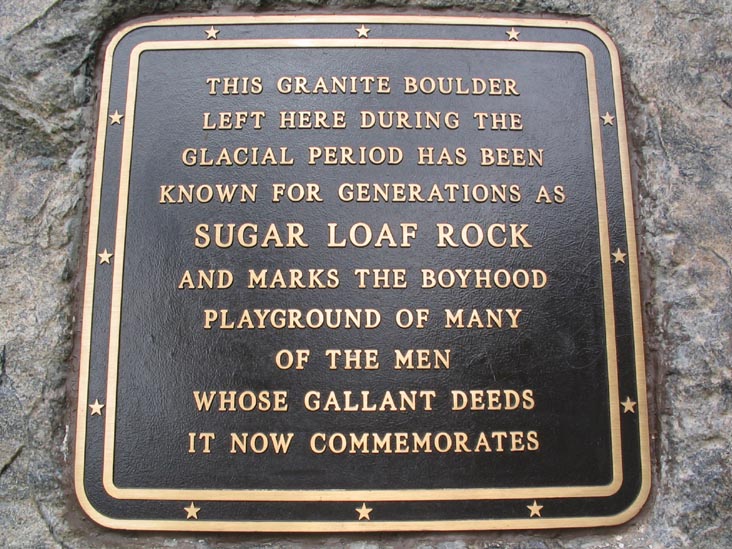 THIS GRANITE BOULDER
LEFT HERE DURING THE
GLACIAL PERIOD HAS BEEN
KNOWN FOR GENERATIONS AS
SUGAR LOAF ROCK
AND MARKS THE BOYHOOD
PLAYGROUND OF MANY
OF THE MEN
WHOSE GALLANT DEEDS
IT NOW COMMEMORATES